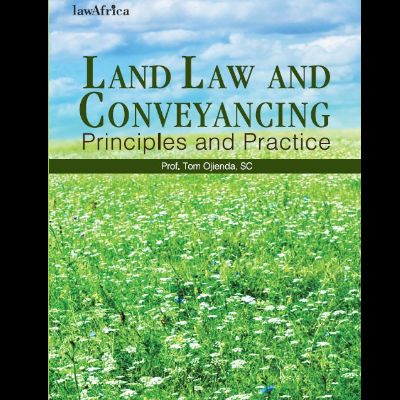 lawAfrica
LAND LAW AND
CONVEYANCING
Principles and Practice
Prof. Tom Ojienda, SC